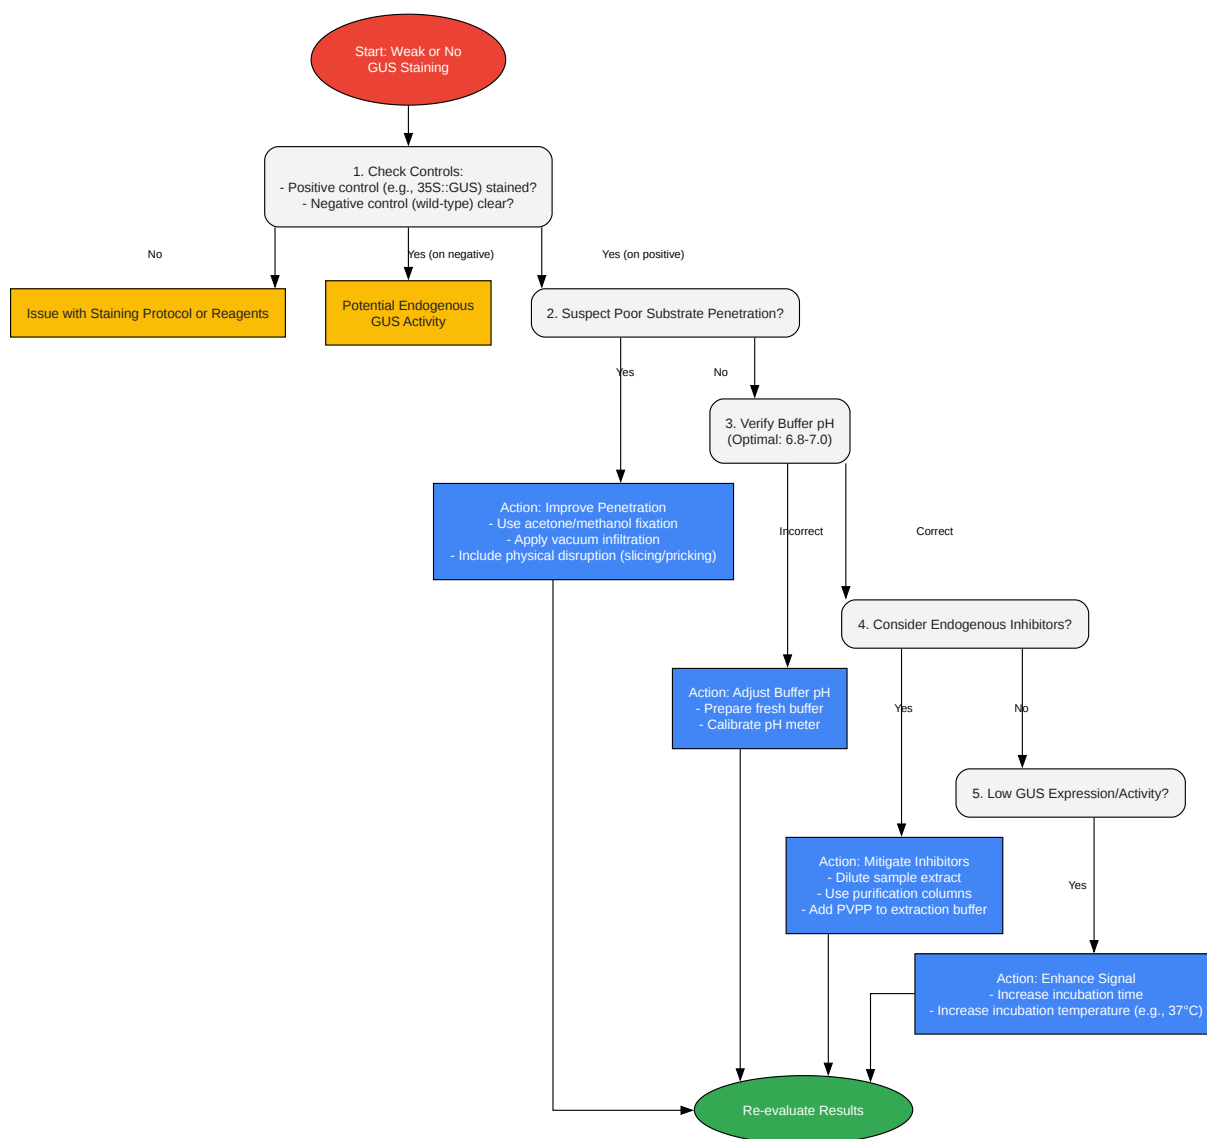 Start: Weak or No
GUS Staining
1. Check Controls:
- Positive control (e.g., 35S::GUS) stained?
- Negative control (wild-type) clear?
No
Yes (on negative)
Yes (on positive)
Issue with Staining Protocol or Reagents
Potential Endogenous
GUS Activity
2. Suspect Poor Substrate Penetration?
Yes
No
3. Verify Buffer pH
(Optimal: 6.8-7.0)
Action: Improve Penetration
- Use acetone/methanol fixation
- Apply vacuum infiltration
- Include physical disruption (slicing/pricking)
Incorrect
Correct
4. Consider Endogenous Inhibitors?
Action: Adjust Buffer pH
- Prepare fresh buffer
- Calibrate pH meter
Yes
No
5. Low GUS Expression/Activity?
Action: Mitigate Inhibitors
- Dilute sample extract
- Use purification columns
- Add PVPP to extraction buffer
Yes
Action: Enhance Signal
- Increase incubation time
- Increase incubation temperature (e.g., 37°C)
Re-evaluate Results